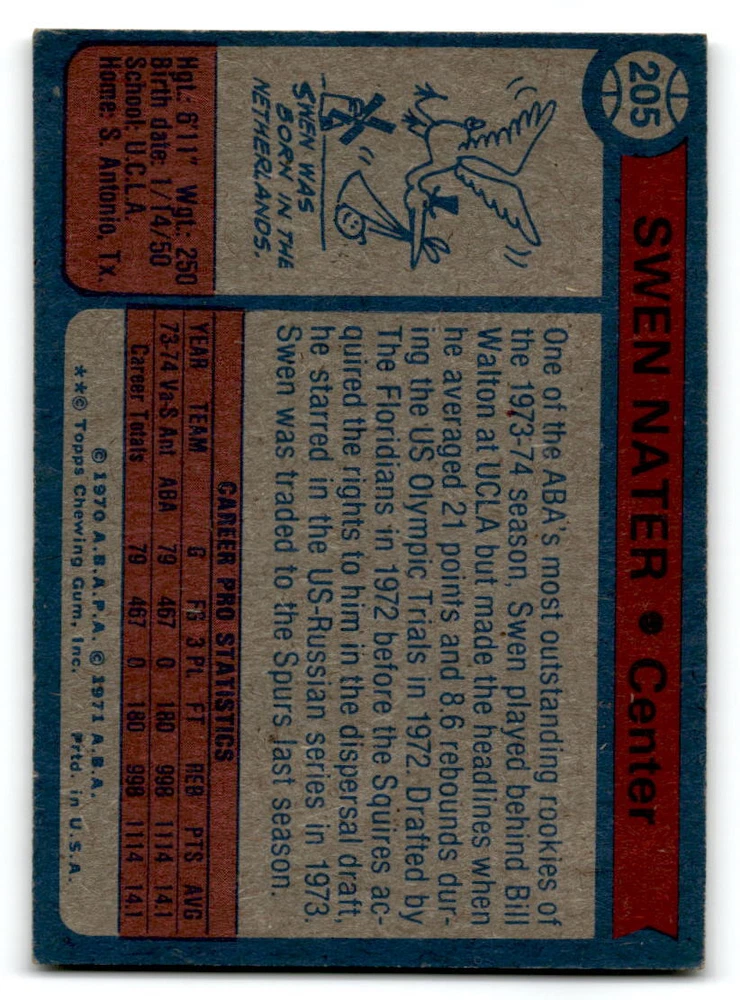 205
SWEN NATER • Center
SWEN WAS
BORN IN THE
NETHERLANDS.
Hgt.: 6'11" Wgt.: 250
Birth date: 1/14/50
School: U.C.L.A.
Home: S. Antonio, Tx.
One of the ABA's most outstanding rookies of
the 1973-74 season, Swen played behind Bill
Walton at UCLA but made the headlines when
he averaged 21 points and 8.6 rebounds dur-
ing the US Olympic Trials in 1972. Drafted by
The Floridians in 1972 before the Squires ac-
quired the rights to him in the dispersal draft,
he starred in the US-Russian series in 1973.
Swen was traded to the Spurs last season.
CAREER PRO STATISTICS
YEAR TEAM G FG 3 Pt. FT REB PTS AVG
73-74 Va-S Ant ABA 79 467 0 180 998 1114 14.1
Career Totals 79 467 0 180 998 1114 14.1
© 1970 A.B.A.P.A. © 1971 A.B.A.
**© Topps Chewing Gum, Inc. Prtd. in U.S.A.